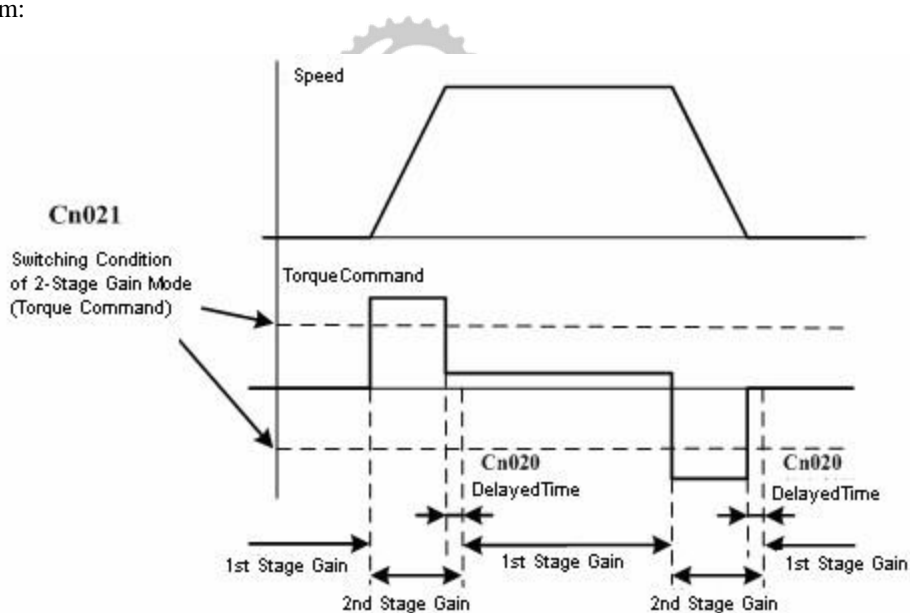 m:
Speed
Cn021
Switching Condition
of 2-Stage Gain Mode
(Torque Command)
TorqueCommand
Cn020
DelayedTime
Cn020
DelayedTime
1st Stage Gain
1st Stage Gain
1st Stage Gain
2nd Stage Gain
2nd Stage Gain